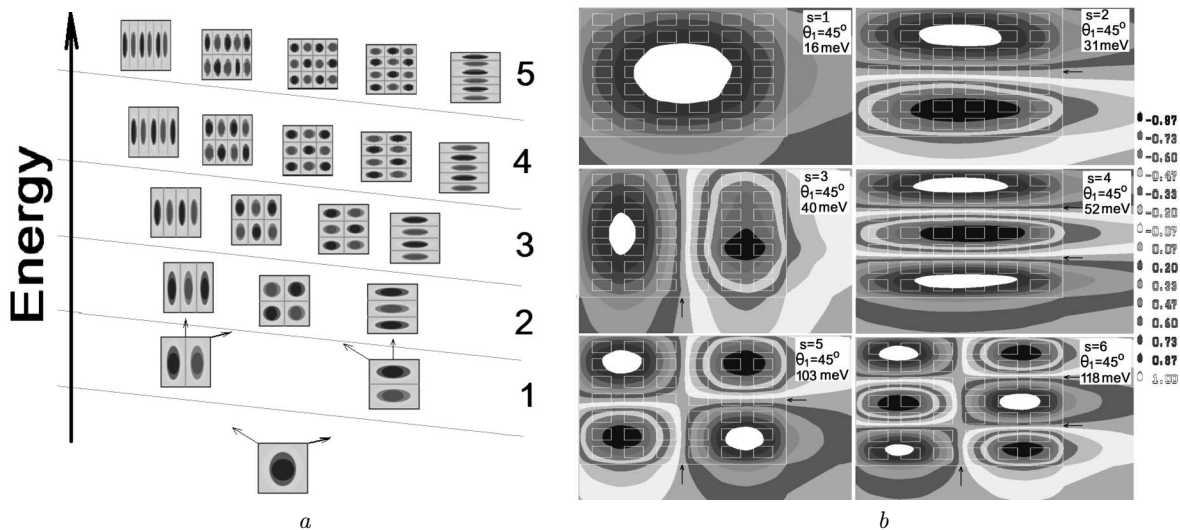 Energy
5
4
3
2
1
a
s=1
θ₁=45°
16 meV
s=2
θ₁=45°
31 meV
s=3
θ₁=45°
40 meV
s=4
θ₁=45°
52 meV
s=5
θ₁=45°
103 meV
s=6
θ₁=45°
118 meV
-0.87
-0.73
-0.60
-0.47
-0.33
-0.20
-0.07
0.07
0.20
0.33
0.47
0.60
0.73
0.87
1.00
b